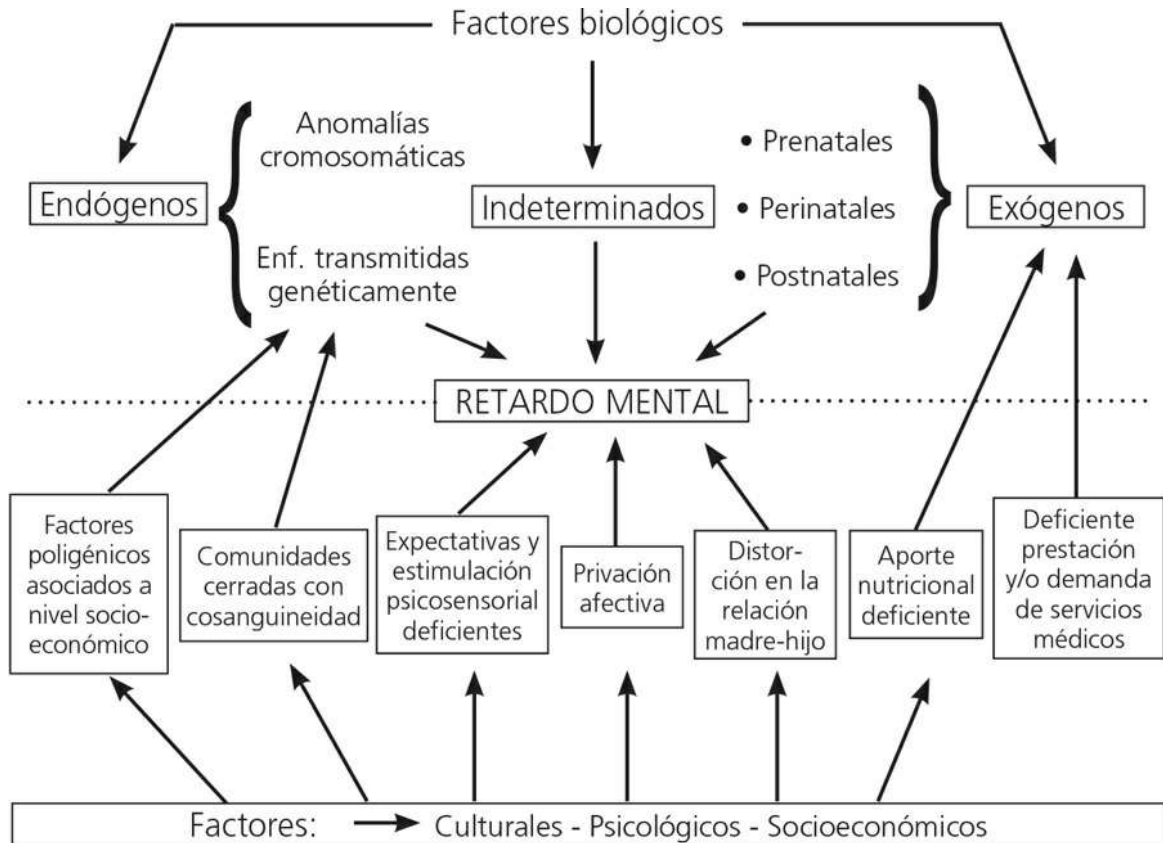 Factores biológicos
Anomalías
cromosomáticas
• Prenatales
Endógenos
Indeterminados
• Perinatales
Exógenos
Enf. transmitidas
genéticamente
• Postnatales
RETARDO MENTAL
Factores
poligénicos
asociados a
nivel socio-
económico
Comunidades
cerradas con
cosanguineidad
Expectativas y
estimulación
psicosensorial
deficientes
Privación
afectiva
Distor-
ción en la
relación
madre-hijo
Aporte
nutricional
deficiente
Deficiente
prestación
y/o demanda
de servicios
médicos
Factores: → Culturales - Psicológicos - Socioeconómicos